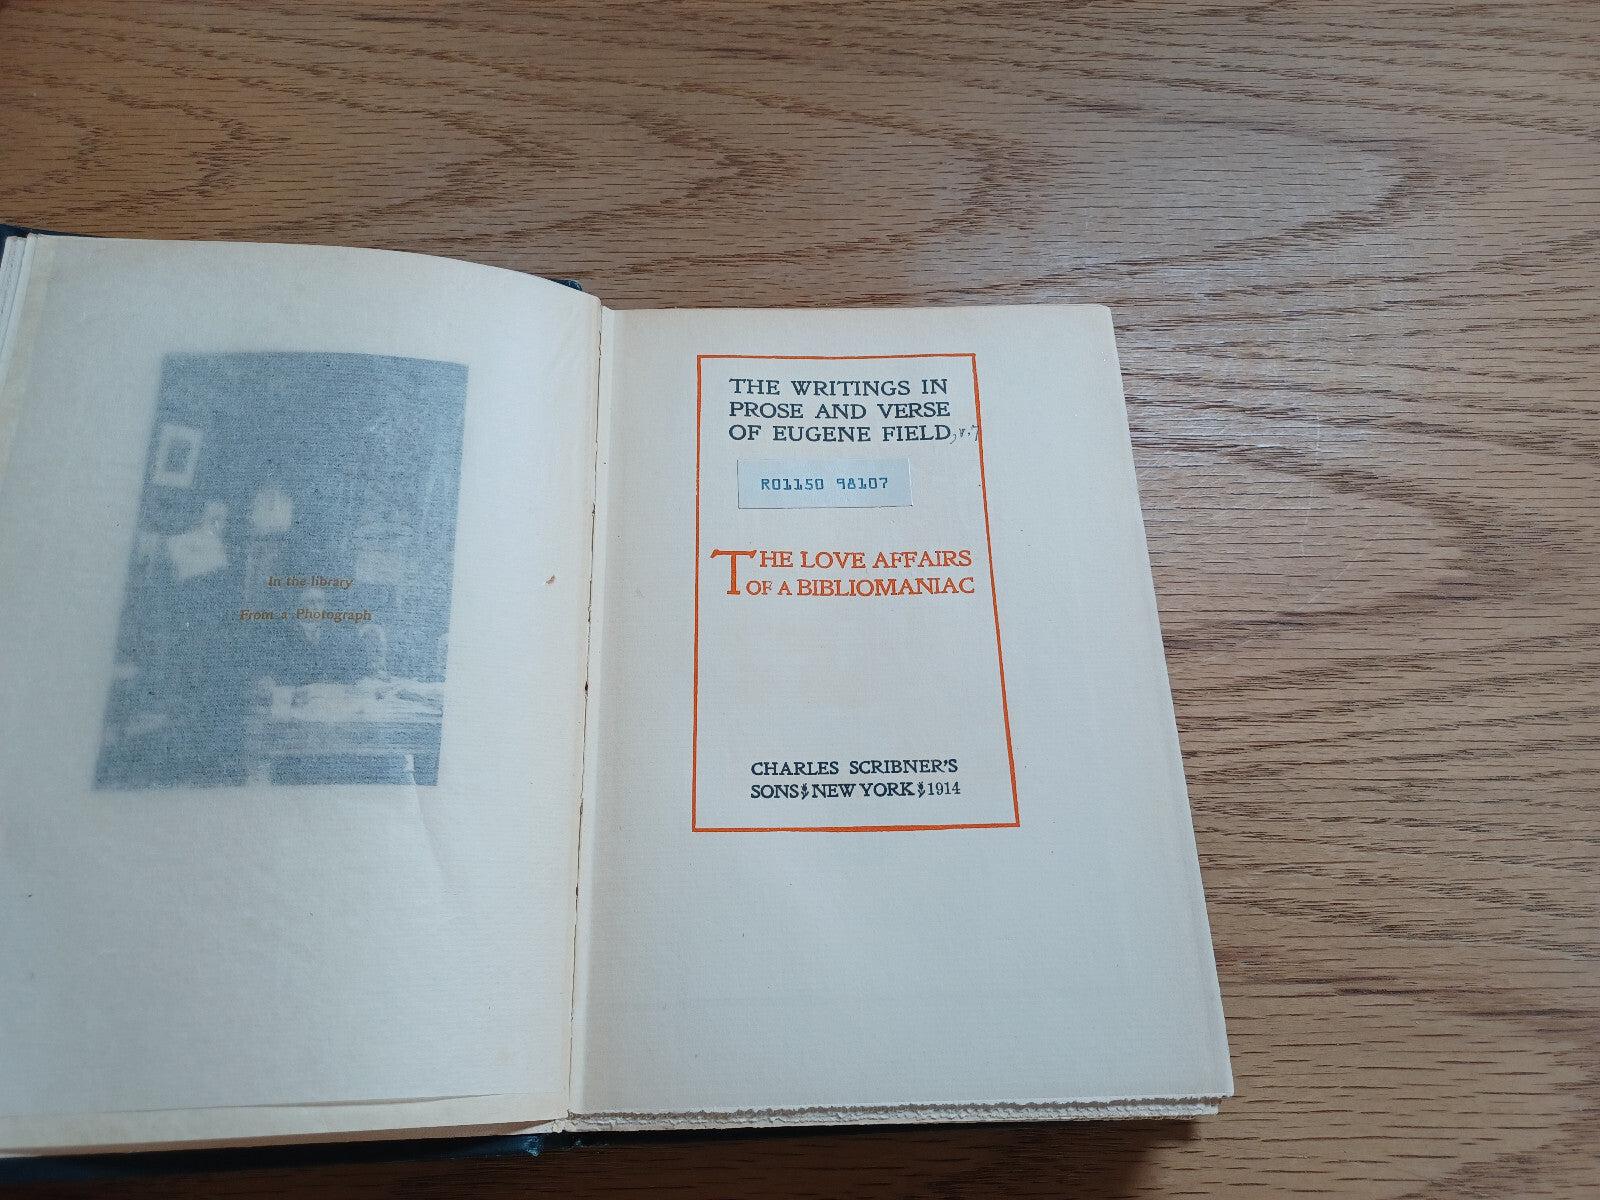 In the library
From a Photograph
THE WRITINGS IN
PROSE AND VERSE
OF EUGENE FIELD, v.7
R01150 98107
THE LOVE AFFAIRS
OF A BIBLIOMANIAC
CHARLES SCRIBNER'S
SONS NEW YORK 1914